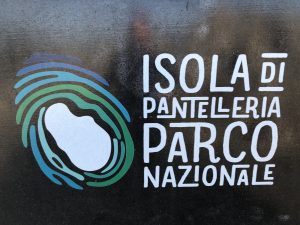 ISOLA DI
PANTELLERIA
PARCO
NAZIONALE